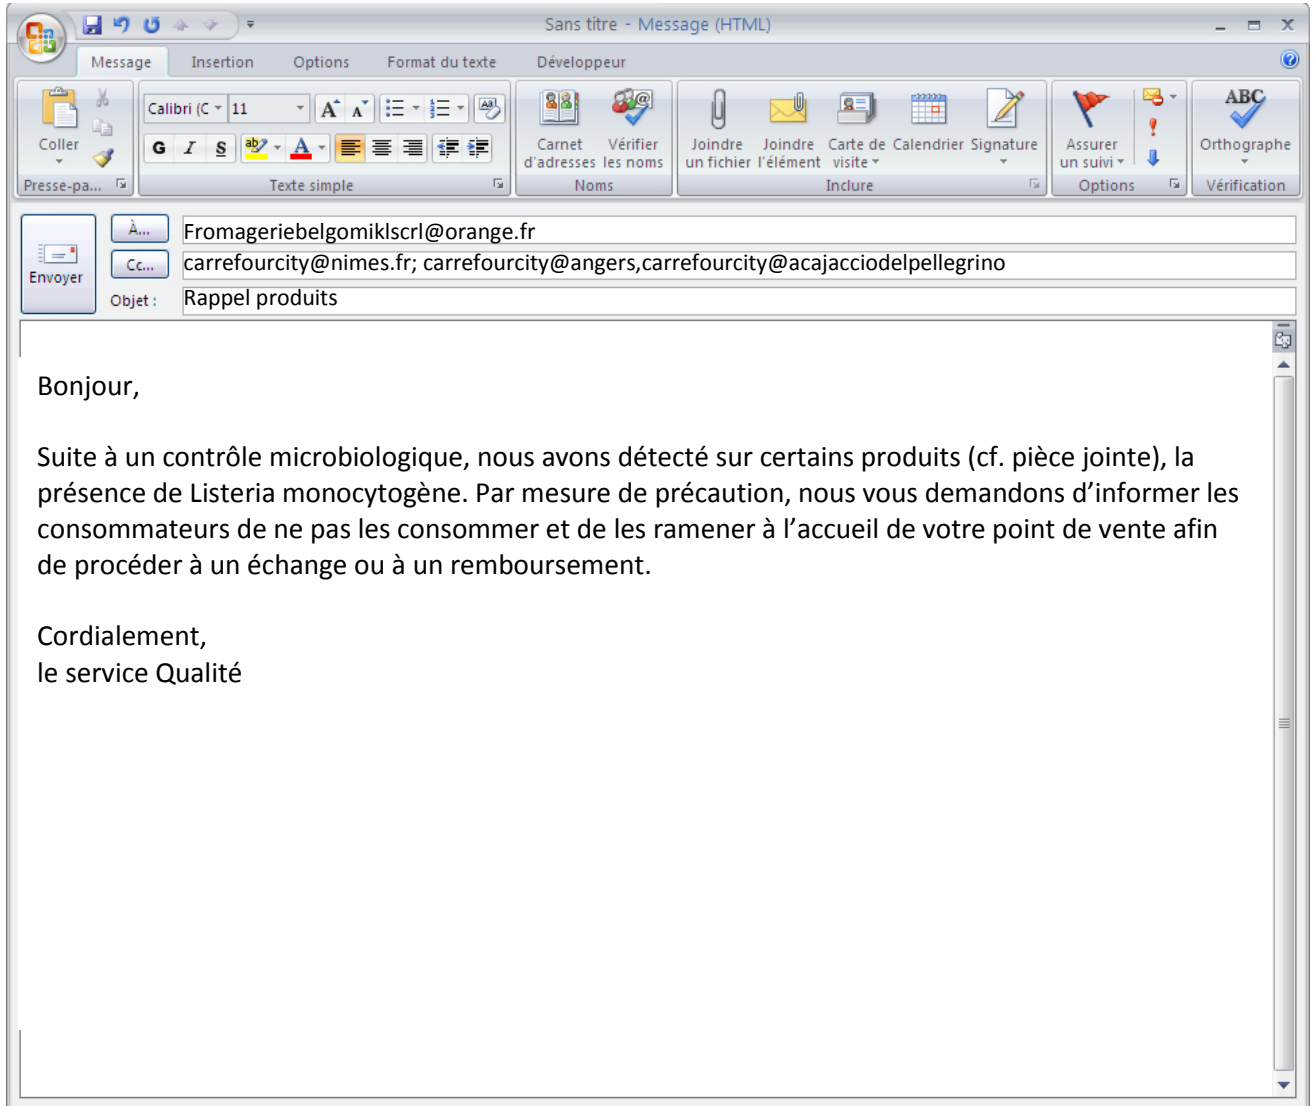 Sans titre - Message (HTML)
Message Insertion Options Format du texte Développeur
Coller
Calibri (C 11
G I S ab A
Aa
Carnet d'adresses
Vérifier les noms
Joindre un fichier
Joindre l'élément
Carte de visite
Calendrier
Signature
Assurer un suivi
ABC
Orthographe
Presse-pa... Texte simple Noms Inclure Options Vérification
Envoyer
À... Fromageriebelgomiklscrl@orange.fr
Cc... carrefourcity@nimes.fr; carrefourcity@angers,carrefourcity@acajacciodelpellegrino
Objet : Rappel produits
Bonjour,
Suite à un contrôle microbiologique, nous avons détecté sur certains produits (cf. pièce jointe), la
présence de Listeria monocytogène. Par mesure de précaution, nous vous demandons d’informer les
consommateurs de ne pas les consommer et de les ramener à l’accueil de votre point de vente afin
de procéder à un échange ou à un remboursement.
Cordialement,
le service Qualité